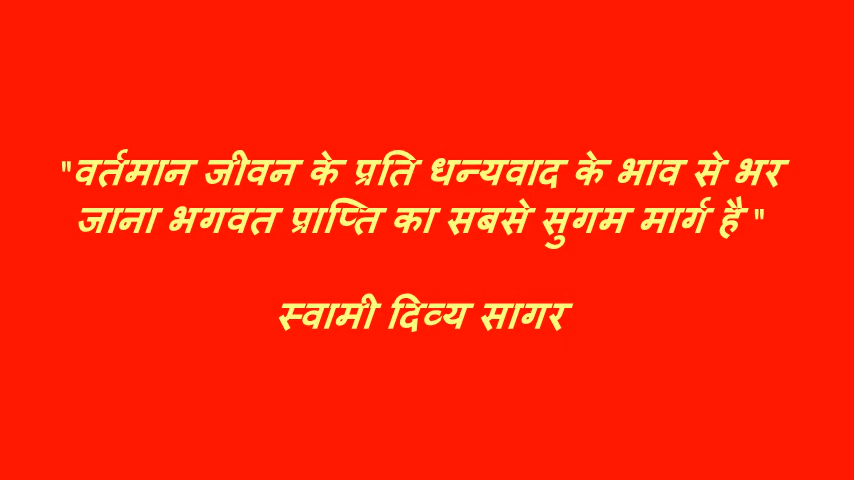 "वर्तमान जीवन के प्रति धन्यवाद के भाव से भर
जाना भगवत प्राप्ति का सबसे सुगम मार्ग है "
स्वामी दिव्य सागर